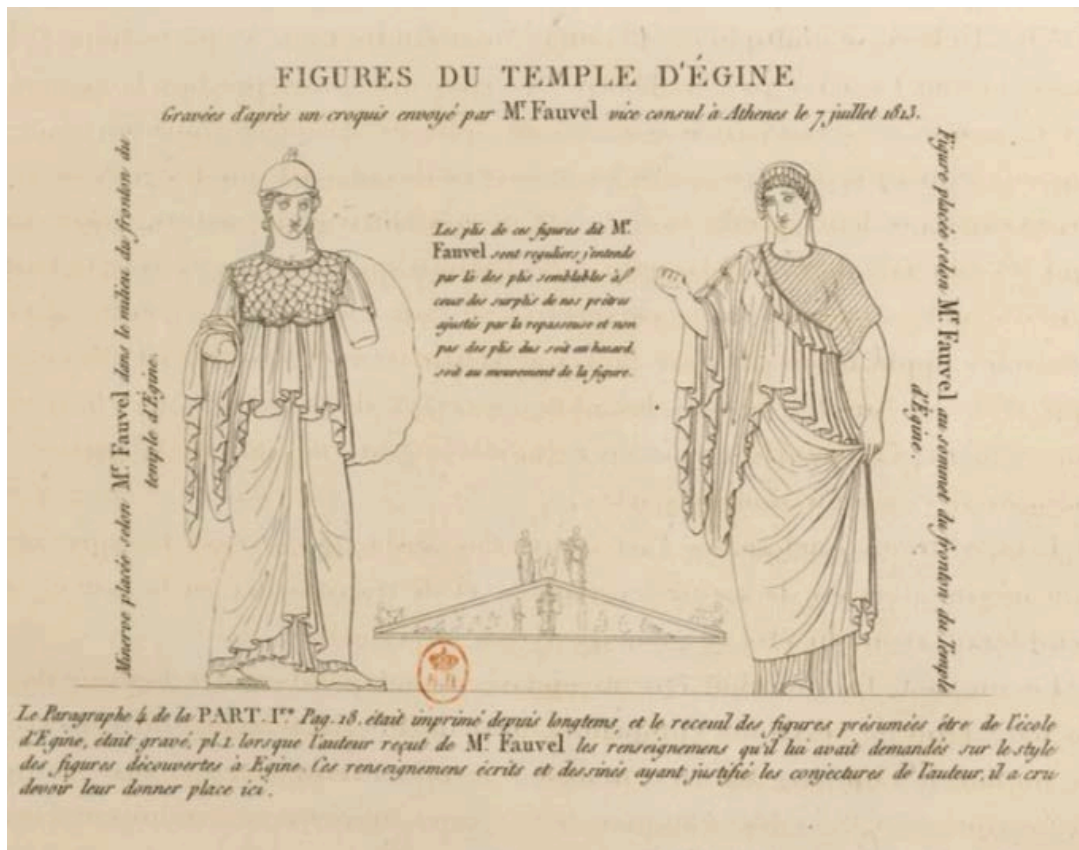 FIGURES DU TEMPLE D'ÉGINE
Gravées d'après un croquis envoyé par Mr. Fauvel vice consul à Athenes le 7 juillet 1813.
Minerve placée selon Mr. Fauvel dans le milieu du fronton du
temple d'Égine.
Les plis de ces figures dit Mr.
Fauvel sont reguliers j'entends
par là des plis semblables à
ceux des surplis de nos prêtres
ajustés par la repasseuse et non
pas des plis dus soit au hasard,
soit au mouvement de la figure.
Figure placée selon Mr. Fauvel au sommet du fronton du Temple
d'Égine.
Le Paragraphe 4 de la PART. Ire. Pag. 18. était imprimé depuis longtems, et le receuil des figures présumées être de l'école
d'Egine, était gravé, pl. 1. lorsque l'auteur reçut de Mr. Fauvel les renseignemens qu'il lui avait demandés sur le style
des figures découvertes à Egine. Ces renseignemens écrits et dessinés ayant justifié les conjectures de l'auteur, il a cru
devoir leur donner place ici.